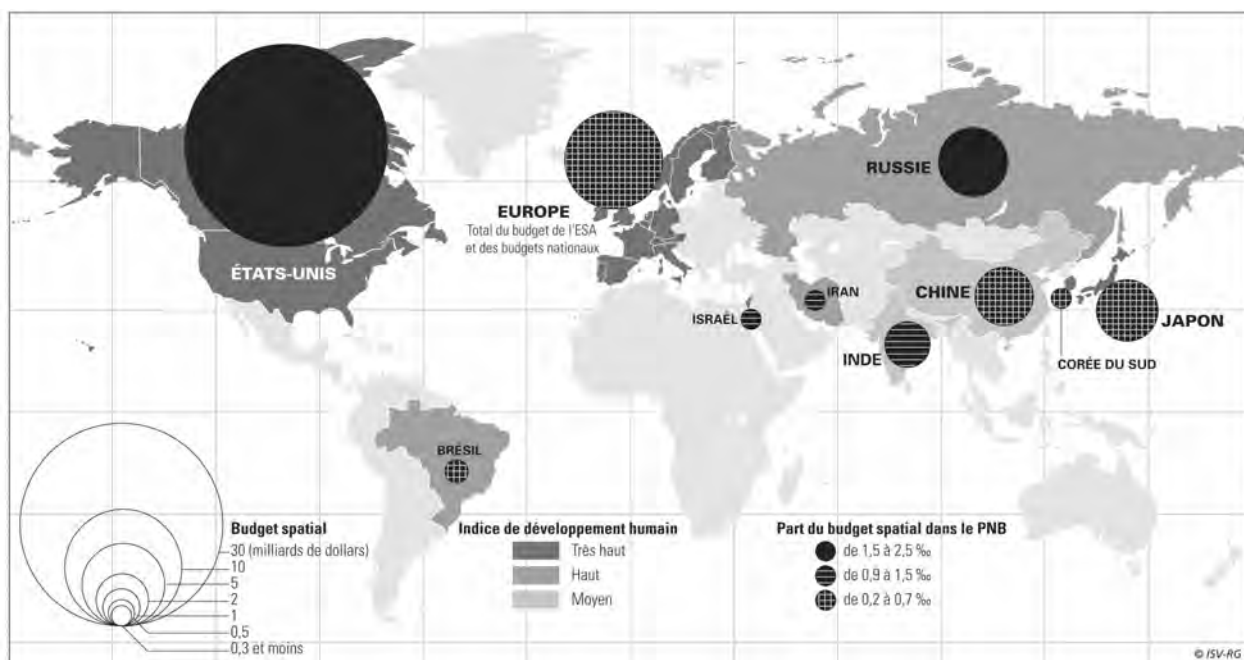 RUSSIE
EUROPE
Total du budget de l'ESA
et des budgets nationaux
ÉTATS-UNIS
IRAN
CHINE
ISRAËL
JAPON
INDE
CORÉE DU SUD
BRÉSIL
Budget spatial
30 (milliards de dollars)
10
5
2
1
0,5
0,3 et moins
Indice de développement humain
Très haut
Haut
Moyen
Part du budget spatial dans le PNB
de 1,5 à 2,5 ‰
de 0,9 à 1,5 ‰
de 0,2 à 0,7 ‰
© ISV-RG